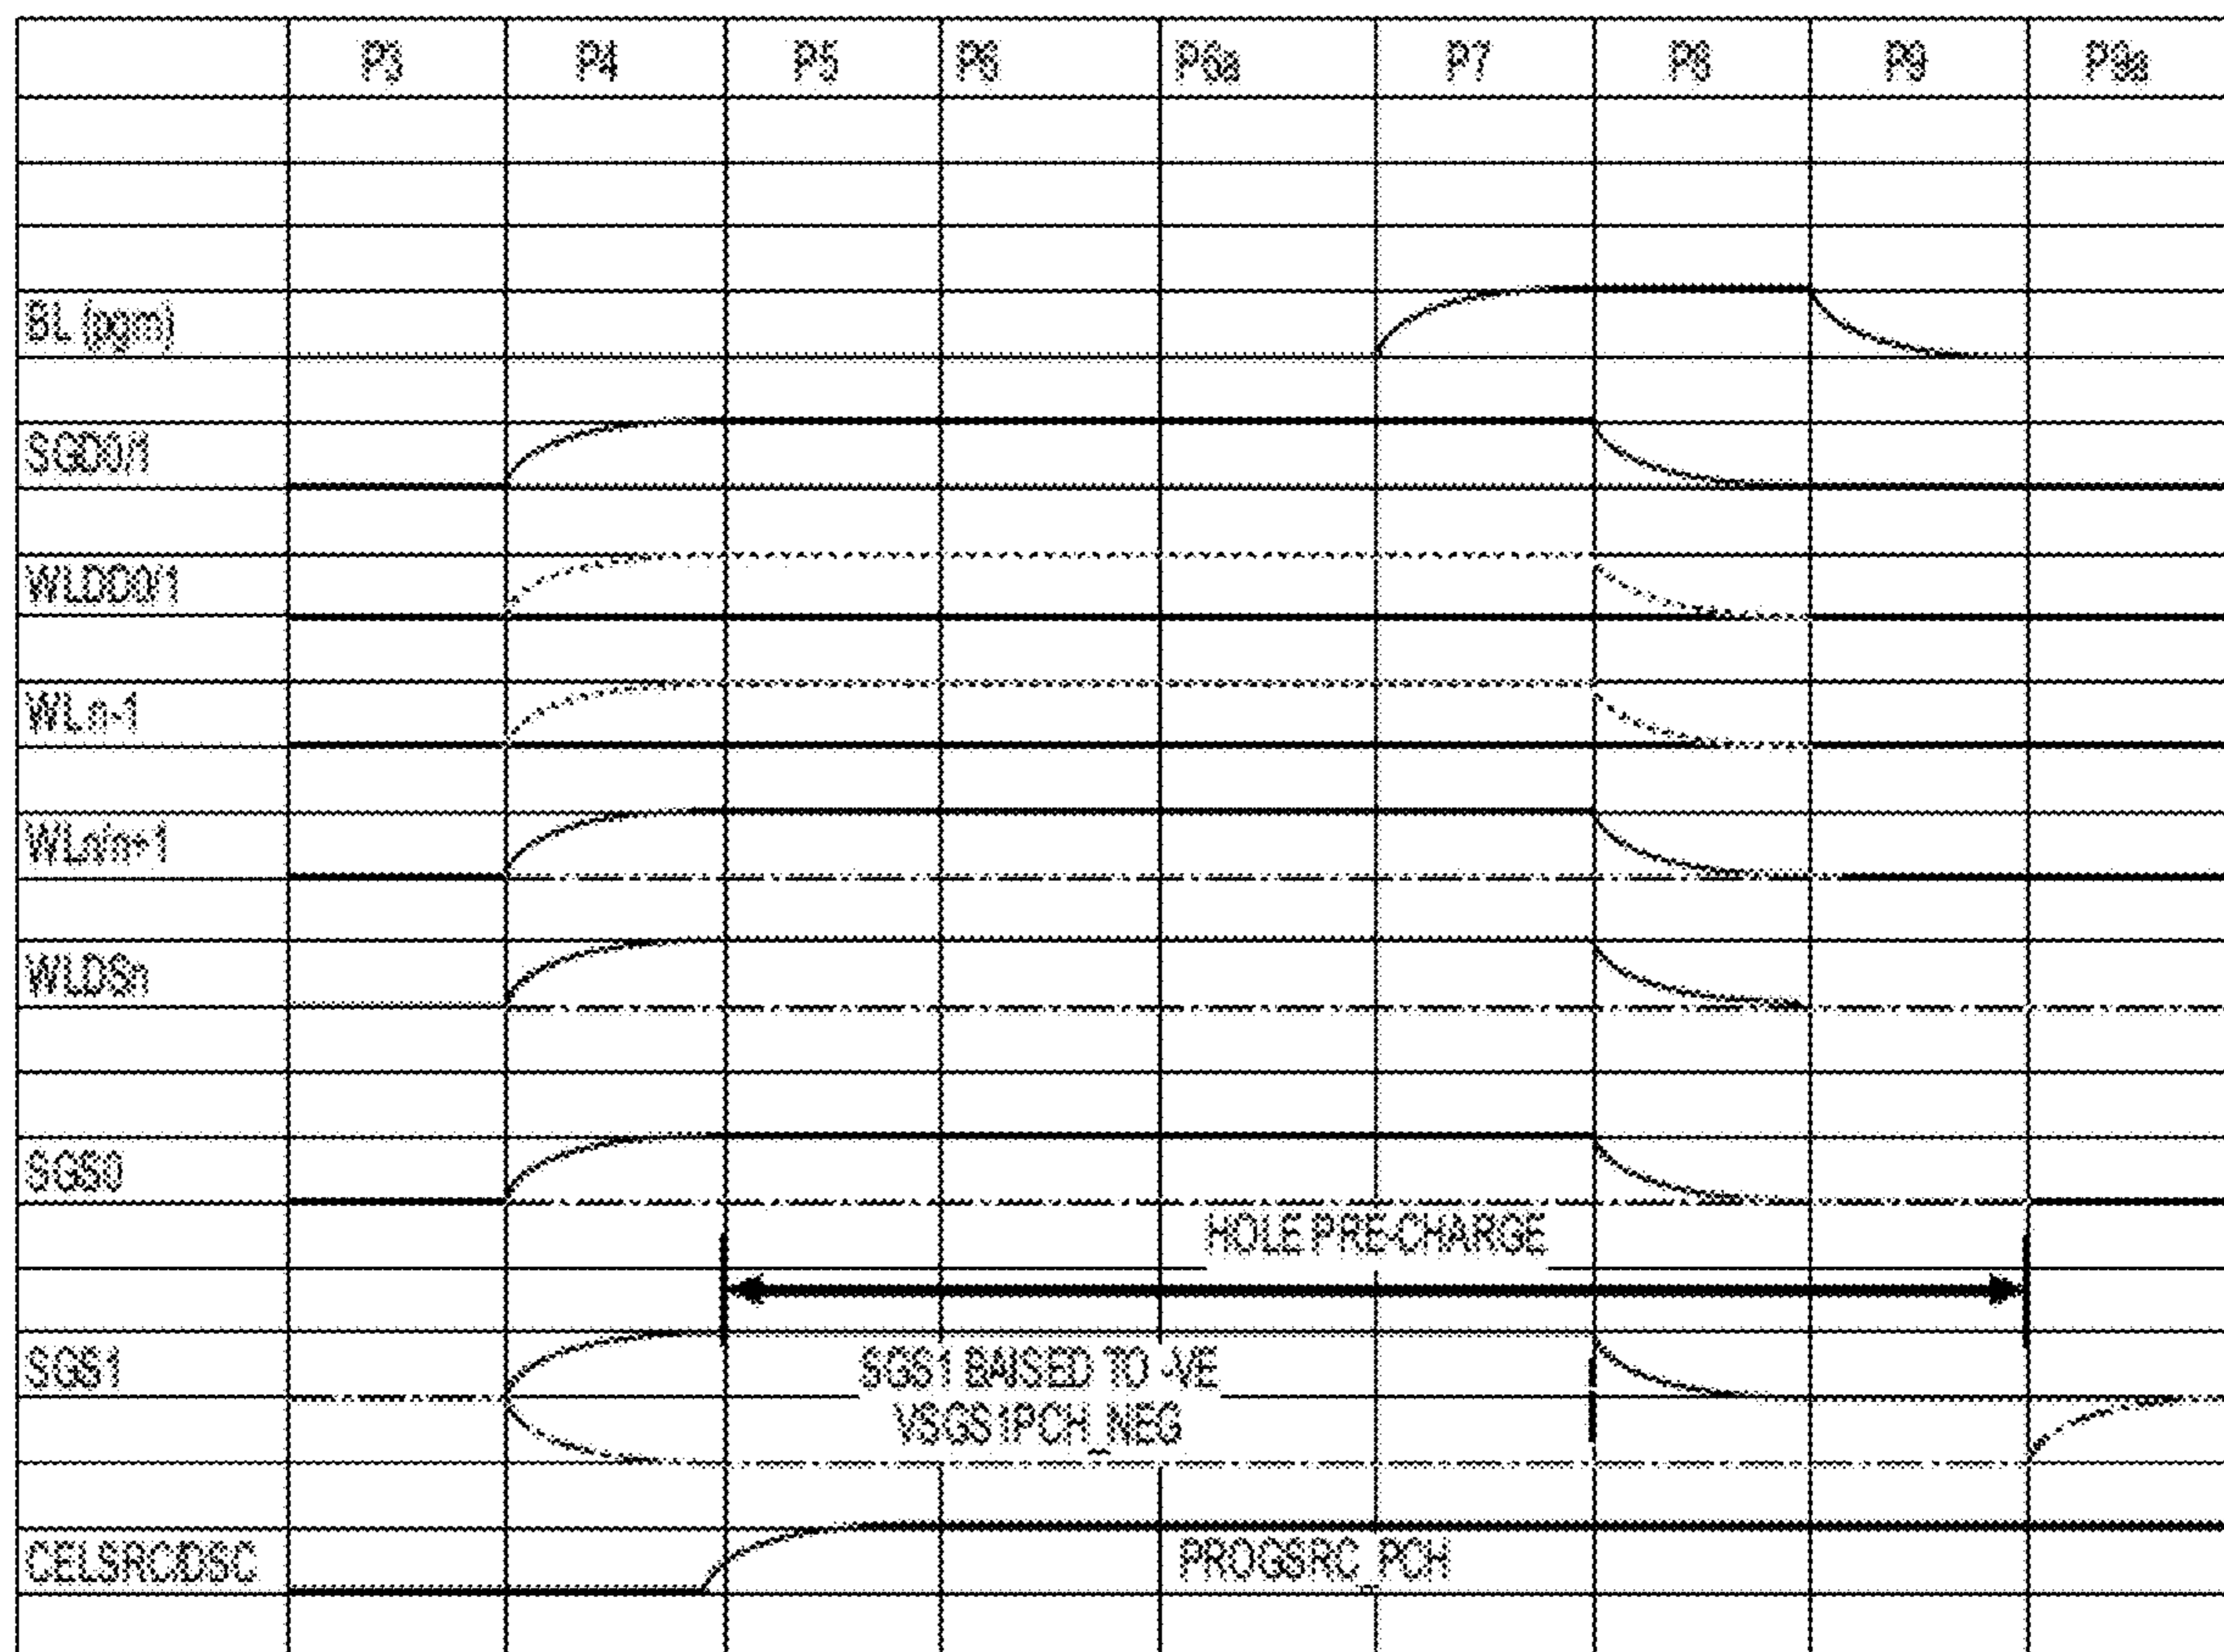 P3 P4 P5 P6 P6a P7 P8 P9 P9a
BL (pgm)
SGD0/1
WLDD0/1
WLn-1
WLn/n+1
WLDSn
SGS0
HOLE PRE-CHARGE
SGS1
SGS1 BAISED TO -VE
VSGS1PCH_NEG
CELSRC/DSC
PROGSRC_PCH